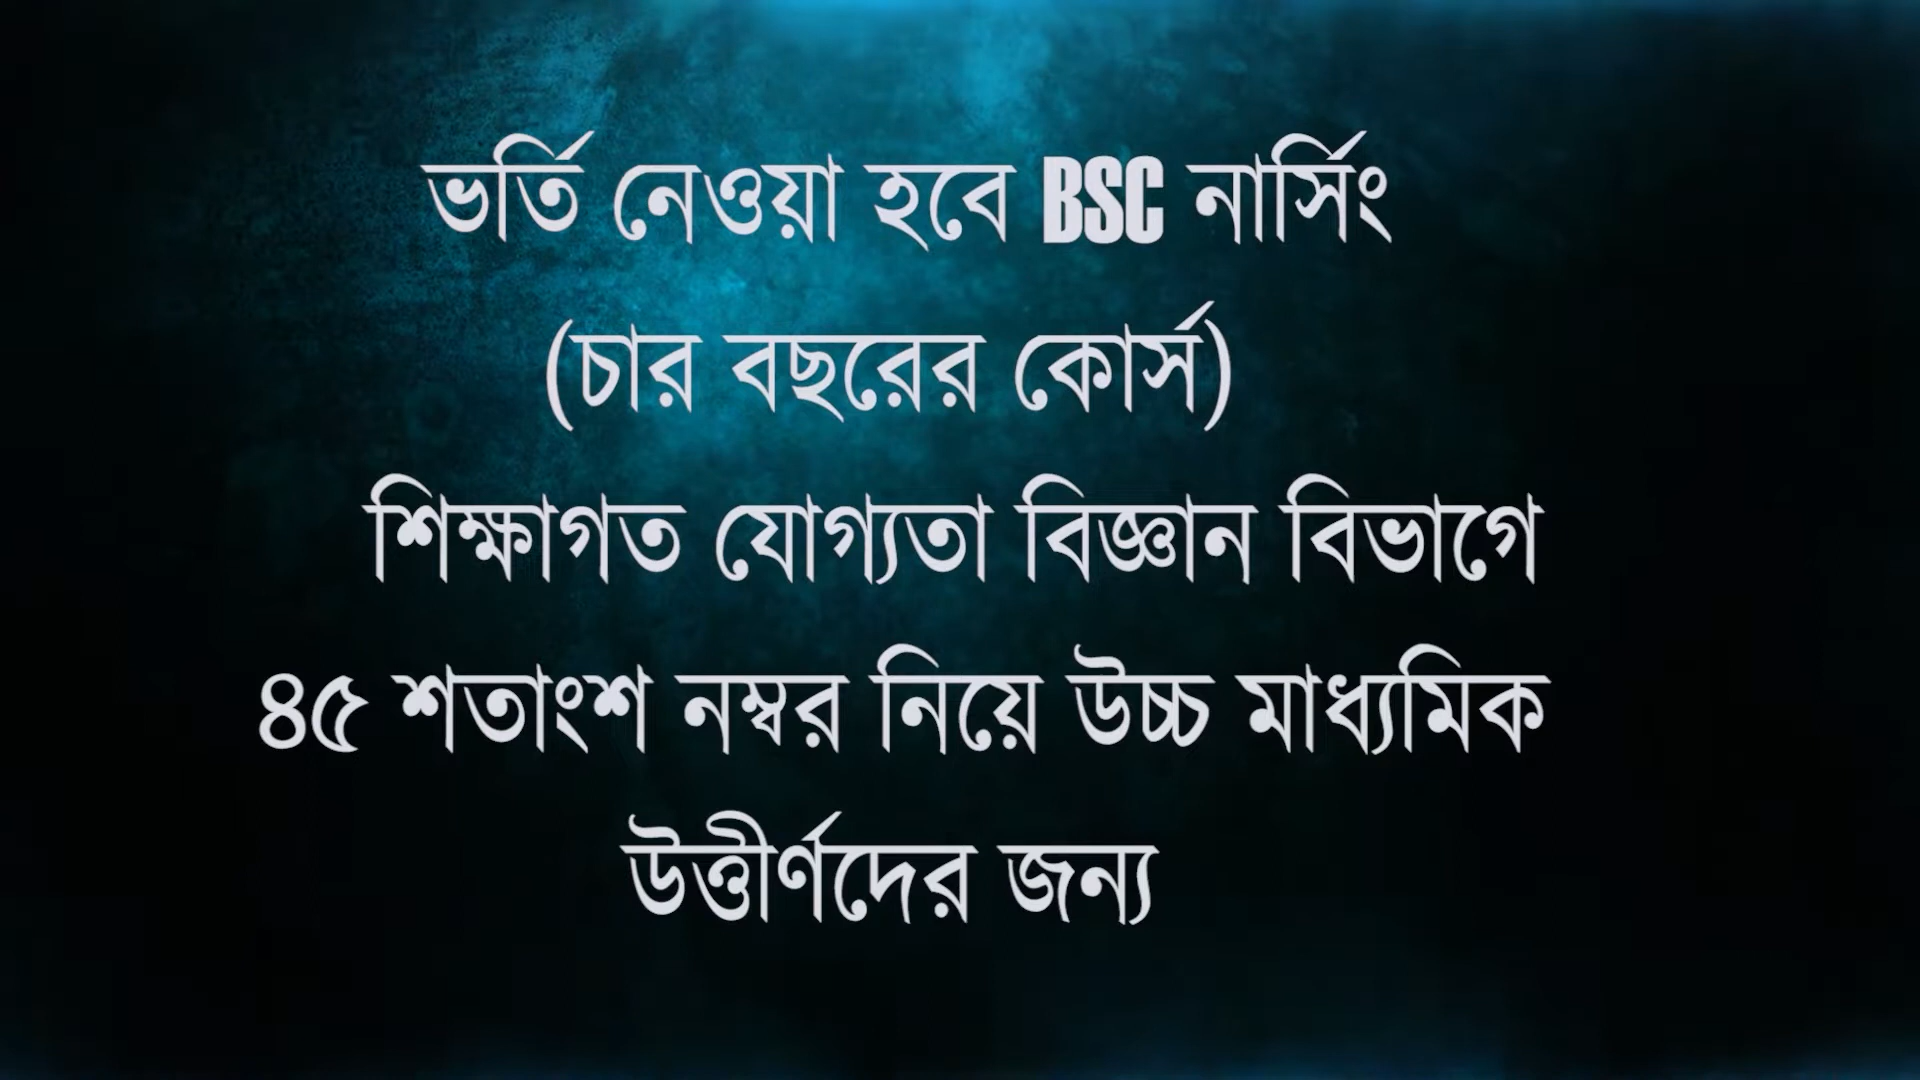 ভর্তি নেওয়া হবে BSC নার্সিং
(চার বছরের কোর্স)
শিক্ষাগত যোগ্যতা বিজ্ঞান বিভাগে
৪৫ শতাংশ নম্বর নিয়ে উচ্চ মাধ্যমিক
উত্তীর্ণদের জন্য